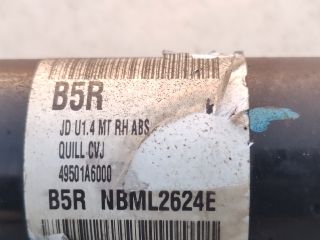 B5R
JD U1.4 MT RH ABS
QUILL CVJ
49501A6000
B5R NBML2624E